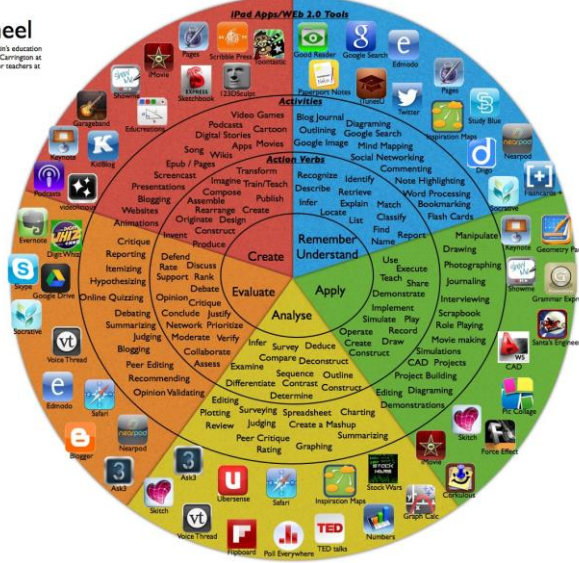 heel
tin's education
Carrington at
r teachers at
iPad Apps/WEb 2.0 Tools
Pages
Scribble Press
Toontastic
iMovie
Showme
EXPRESS
Sketchbook
123DSculpt
Garageband
Educreations
Keynote
KidBlog
Podcasts
Videolicious
Good Reader
Google Search
Edmodo
Paperport Notes
iTunesU
Twitter
Pages
Inspiration Maps
Study Blue
Diigo
Nearpod
Socrative
Flashcards +
Activities
Video Games
Podcasts
Cartoon
Digital Stories
Apps
Movies
Song
Wikis
Epub / Pages
Screencast
Presentations
Blogging
Websites
Animations
Blog Journal
Diagraming
Outlining
Google Search
Google Image
Mind Mapping
Social Networking
Commenting
Note Highlighting
Word Processing
Bookmarking
Flash Cards
Action Verbs
Transform
Imagine
Train/Teach
Compose
Assemble
Publish
Rearrange
Create
Originate
Design
Construct
Invent
Produce
Create
Recognize
Identify
Describe
Retrieve
Infer
Explain
Match
Locate
List
Classify
Find
Name
Report
Remember
Understand
Evernote
Digit Whiz
Skype
Google Drive
Socrative
Voice Thread
Edmodo
Safari
Blogger
Nearpod
Ask3
Critique
Reporting
Itemizing
Hypothesizing
Online Quizzing
Debating
Summarizing
Judging
Blogging
Peer Editing
Recommending
Opinion
Validating
Defend
Rate
Discuss
Support
Rank
Debate
Opinion
Critique
Conclude
Justify
Network
Prioritize
Moderate
Verify
Collaborate
Assess
Evaluate
Apply
Use
Execute
Teach
Share
Demonstrate
Implement
Simulate
Play
Record
Operate
Draw
Create
Construct
Manipulate
Drawing
Photographing
Journaling
Interviewing
Scrapbook
Role Playing
Movie making
Simulations
CAD
Projects
Project Building
Editing
Diagraming
Demonstrations
Keynote
Geometry Pa
Showme
Grammar Expr
Santa's Enginee
WS
CAD
Pic Collage
Skitch
Force Effect
iMovie
Corkulous
Analyse
Infer
Survey
Deduce
Compare
Deconstruct
Examine
Sequence
Outline
Differentiate
Contrast
Construct
Determine
Editing
Plotting
Surveying
Spreadsheet
Charting
Review
Judging
Create a Mashup
Peer Critique
Summarizing
Rating
Graphing
Ask3
Skitch
Voice Thread
Ubersense
Safari
Inspiration Maps
STOCK
WARS
Stock Wars
Graph Calc
Flipboard
Poll Everywhere
TED
TED talks
Numbers